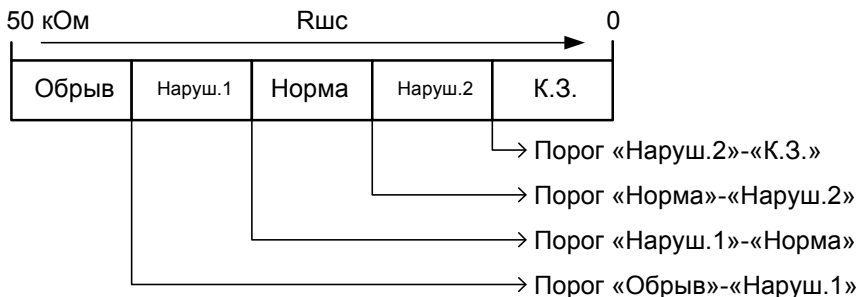 50 кОм Rшс 0
Обрыв Наруш.1 Норма Наруш.2 К.З.
Порог «Наруш.2»-«К.З.»
Порог «Норма»-«Наруш.2»
Порог «Наруш.1»-«Норма»
Порог «Обрыв»-«Наруш.1»